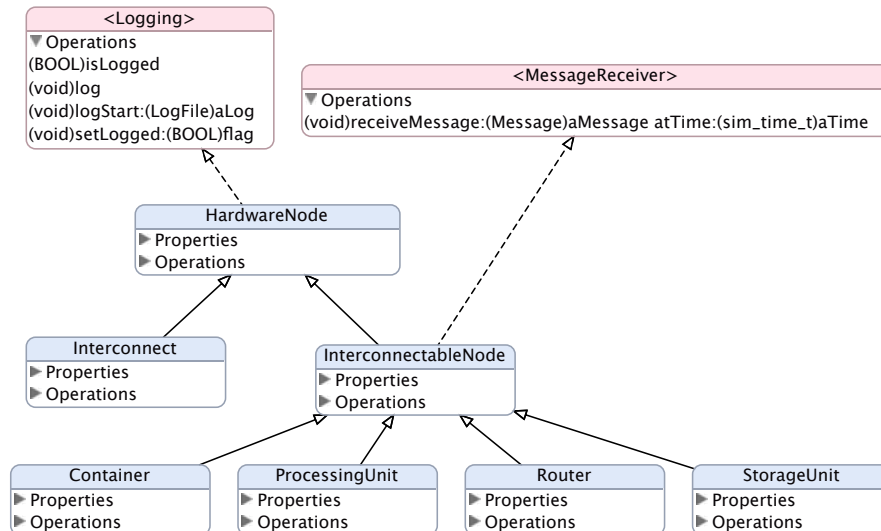 <Logging>
Operations
(BOOL)isLogged
(void)log
(void)logStart:(LogFile)aLog
(void)setLogged:(BOOL)flag
<MessageReceiver>
Operations
(void)receiveMessage:(Message)aMessage atTime:(sim_time_t)aTime
HardwareNode
Properties
Operations
Interconnect
Properties
Operations
InterconnectableNode
Properties
Operations
Container
Properties
Operations
ProcessingUnit
Properties
Operations
Router
Properties
Operations
StorageUnit
Properties
Operations